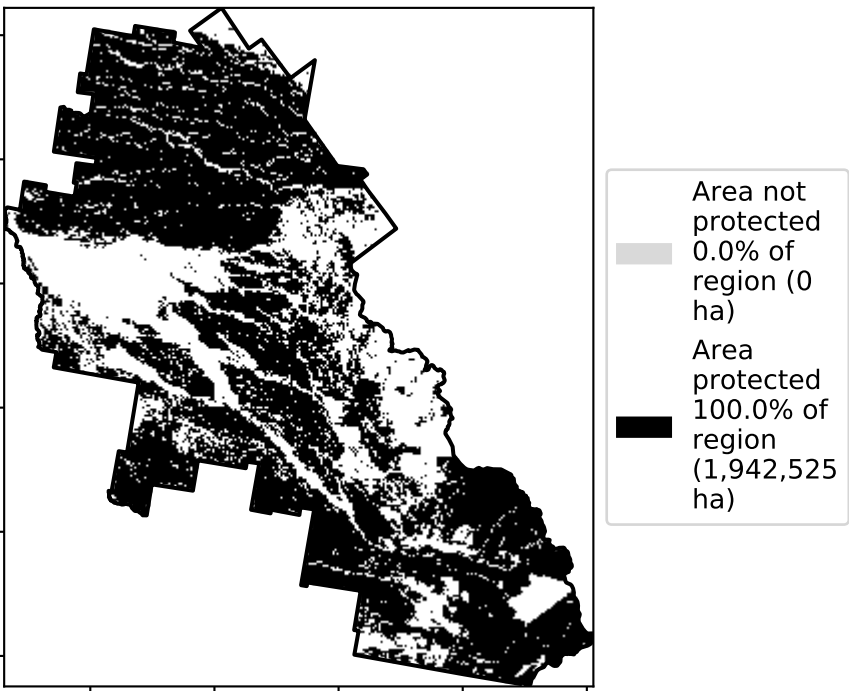 Area not
protected
0.0% of
region (0
ha)
Area
protected
100.0% of
region
(1,942,525
ha)